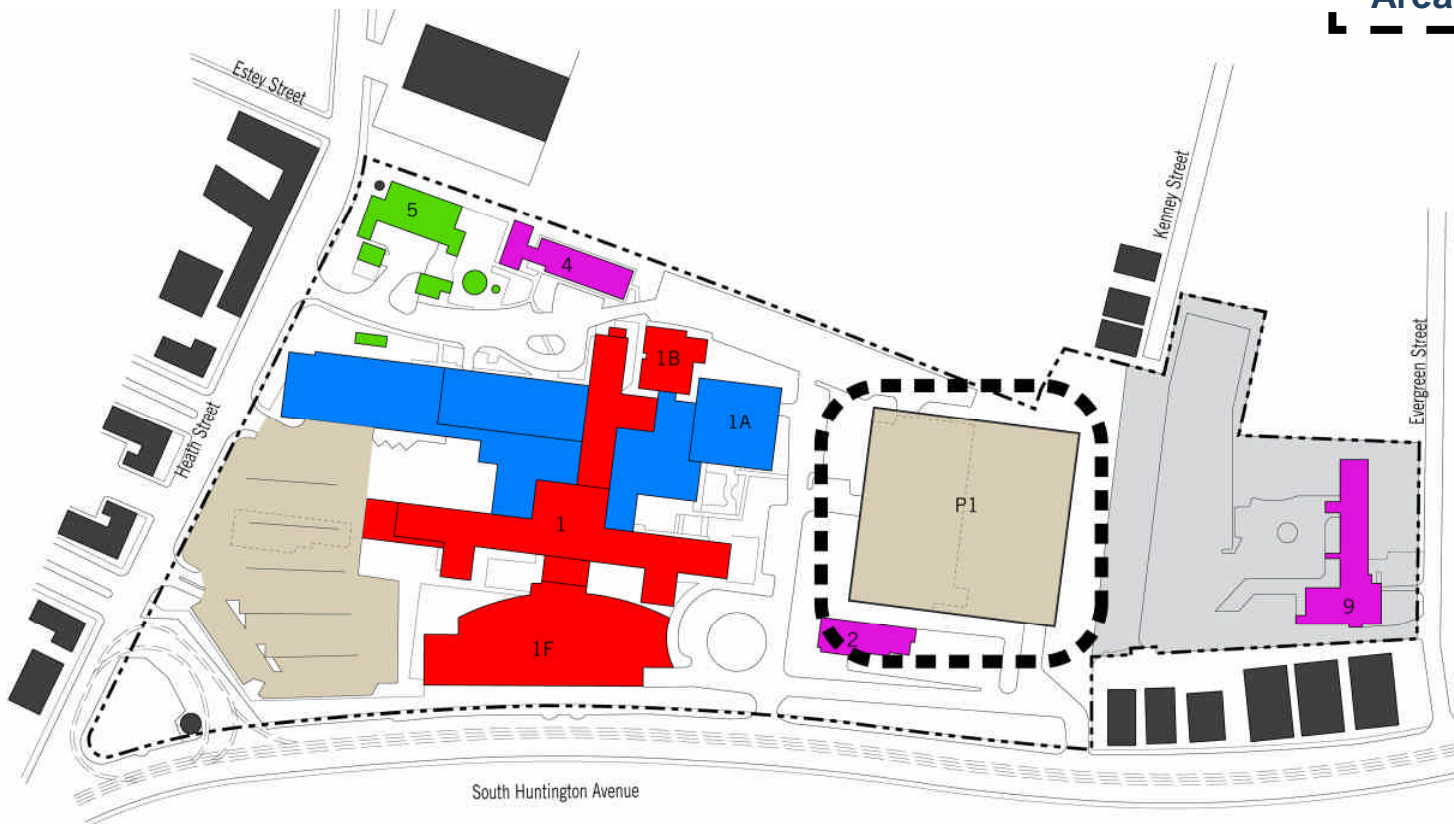 Area
Estey Street
Kenney Street
5
4
1B
Evergreen Street
1A
Heath Street
P1
1
9
2
1F
South Huntington Avenue